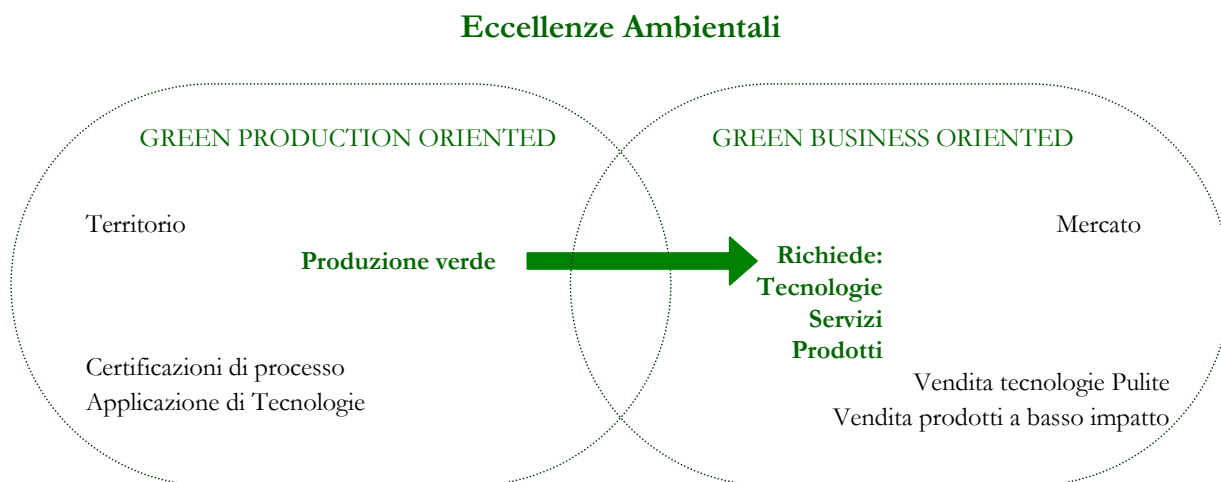 Eccellenze Ambientali
GREEN PRODUCTION ORIENTED
GREEN BUSINESS ORIENTED
Territorio
Mercato
Produzione verde
Richiede:
Tecnologie
Servizi
Prodotti
Certificazioni di processo
Applicazione di Tecnologie
Vendita tecnologie Pulite
Vendita prodotti a basso impatto